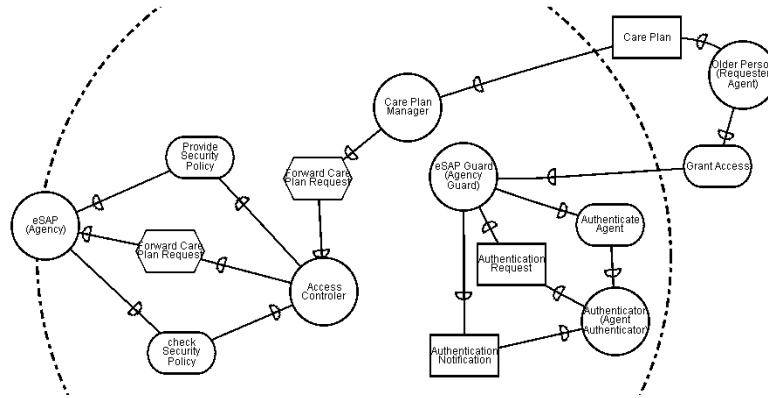 Care Plan
Older Person
(Requester
Agent)
Care Plan
Manager
Provide
Security
Policy
Forward Care
Plan Request
eSAP Guard
(Agency
Guard)
Grant Access
eSAP
(Agency)
Authenticate
Agent
Forward Care
Plan Request
Authentication
Request
Access
Controler
Authenticator
(Agent
Authenticator)
check
Security
Policy
Authentication
Notification